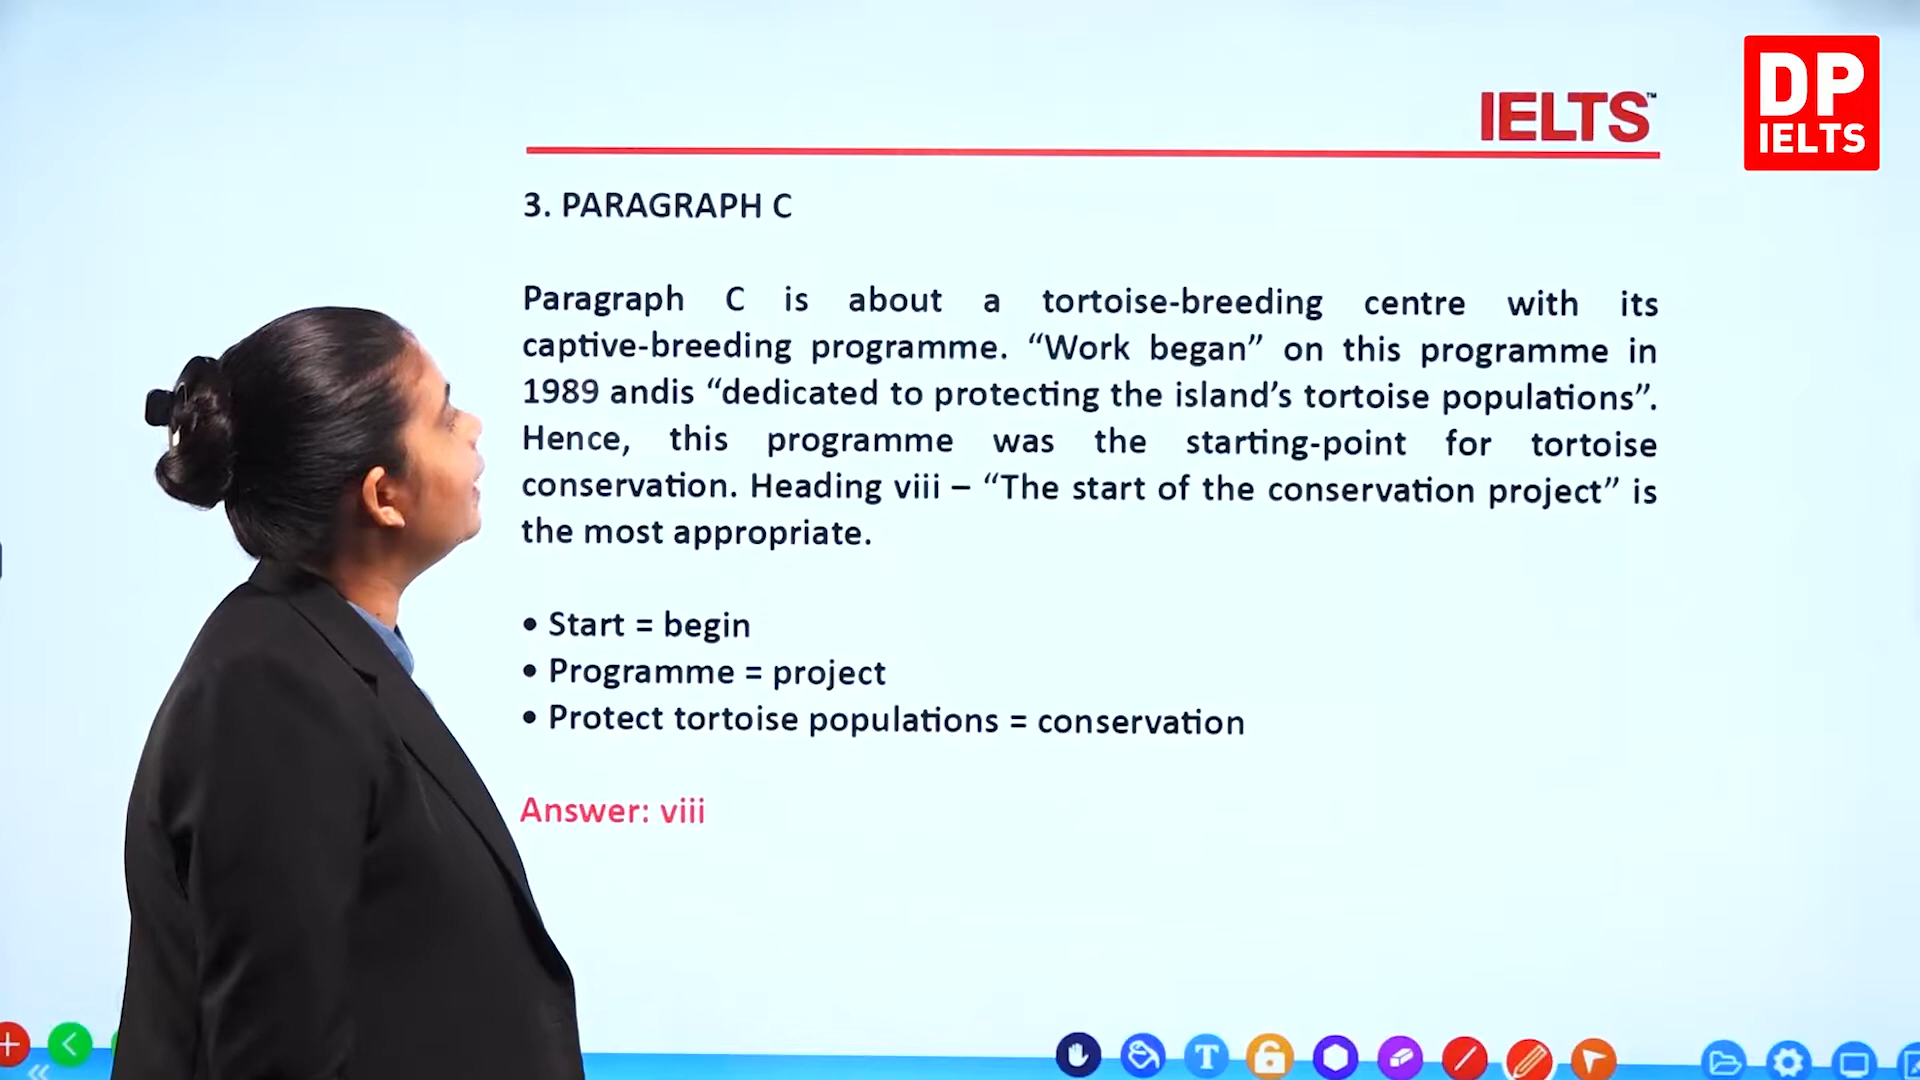 DP
IELTS
IELTS™
3. PARAGRAPH C
Paragraph C is about a tortoise-breeding centre with its
captive-breeding programme. “Work began” on this programme in
1989 andis “dedicated to protecting the island’s tortoise populations”.
Hence, this programme was the starting-point for tortoise
conservation. Heading viii – “The start of the conservation project” is
the most appropriate.
• Start = begin
• Programme = project
• Protect tortoise populations = conservation
Answer: viii
T